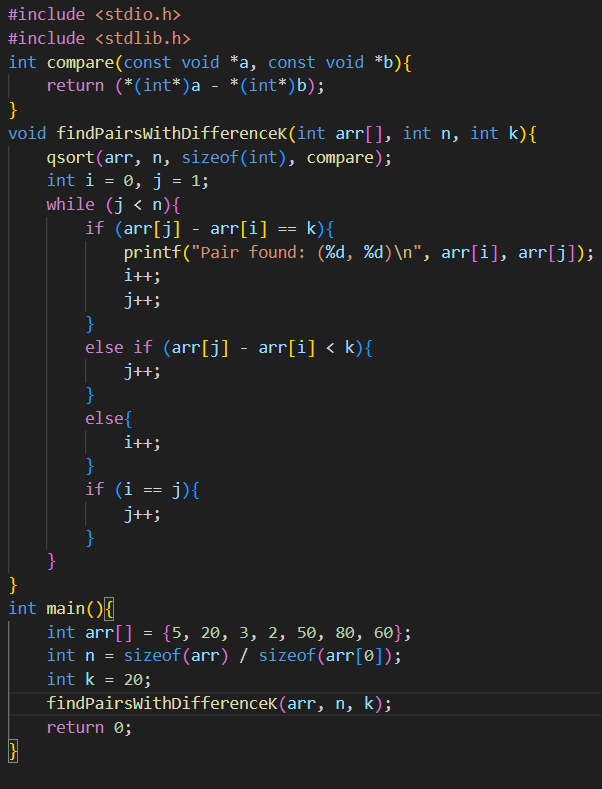 #include <stdio.h>
#include <stdlib.h>
int compare(const void *a, const void *b){
    return (*(int*)a - *(int*)b);
}
void findPairsWithDifferenceK(int arr[], int n, int k){
    qsort(arr, n, sizeof(int), compare);
    int i = 0, j = 1;
    while (j < n){
        if (arr[j] - arr[i] == k){
            printf("Pair found: (%d, %d)\n", arr[i], arr[j]);
            i++;
            j++;
        }
        else if (arr[j] - arr[i] < k){
            j++;
        }
        else{
            i++;
        }
        if (i == j){
            j++;
        }
    }
}
int main(){
    int arr[] = {5, 20, 3, 2, 50, 80, 60};
    int n = sizeof(arr) / sizeof(arr[0]);
    int k = 20;
    findPairsWithDifferenceK(arr, n, k);
    return 0;
}